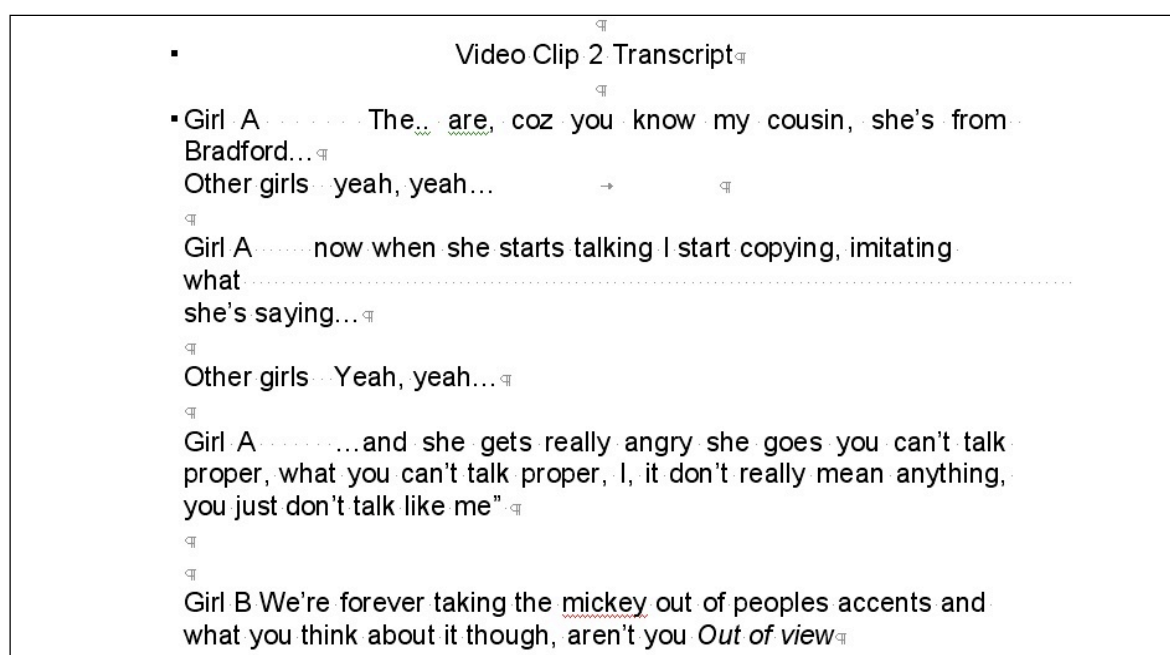 Video Clip 2 Transcript
Girl A The.. are, coz you know my cousin, she's from
Bradford...
Other girls yeah, yeah...
Girl A now when she starts talking I start copying, imitating
what
she's saying...
Other girls Yeah, yeah...
Girl A ...and she gets really angry she goes you can't talk
proper, what you can't talk proper, I, it don't really mean anything,
you just don't talk like me”
Girl B We're forever taking the mickey out of peoples accents and
what you think about it though, aren't you Out of view